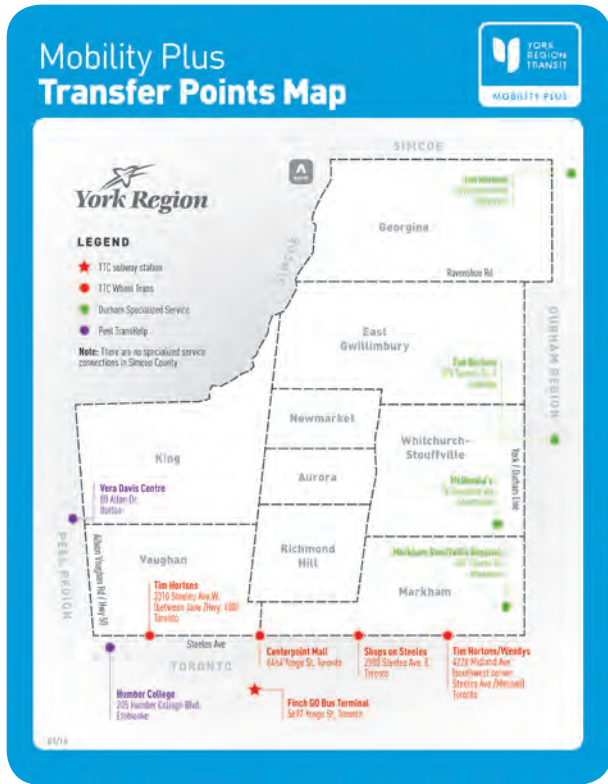 Mobility Plus
Transfer Points Map
YORK
REGION
TRANSIT
MOBILITY PLUS
SIMCOE
York Region
LEGEND
TTC subway station
TTC Wheel Trans
Durham Specialized Service
Peel TransHelp
Note: There are no specialized service
connections in Simcoe County
SIMCOE
Georgina
Ravenshoe Rd
East
Gwillimbury
DURHAM REGION
Tim Hortons
Newmarket
Whitchurch-
Stouffville
York / Durham Line
King
Aurora
McDonald's
Vera Davis Centre
80 Allan Dr.
Bolton
PEEL REGION
Albion Vaughan Rd / Hwy 50
Vaughan
Richmond
Hill
Markham Stouffville Hospital
Markham
Tim Hortons
Steeles Ave W.
(between Jane /Hwy. 400)
Toronto
Steeles Ave
TORONTO
Centerpoint Mall
6464 Yonge St, Toronto
Shops on Steeles
2900 Steeles Ave. E.
Toronto
Tim Hortons/Wendys
4228 Midland Ave
(southwest corner
Steeles Ave /Midland)
Toronto
Humber College
205 Humber College Blvd.
Etobicoke
Finch GO Bus Terminal
5697 Yonge St, Toronto